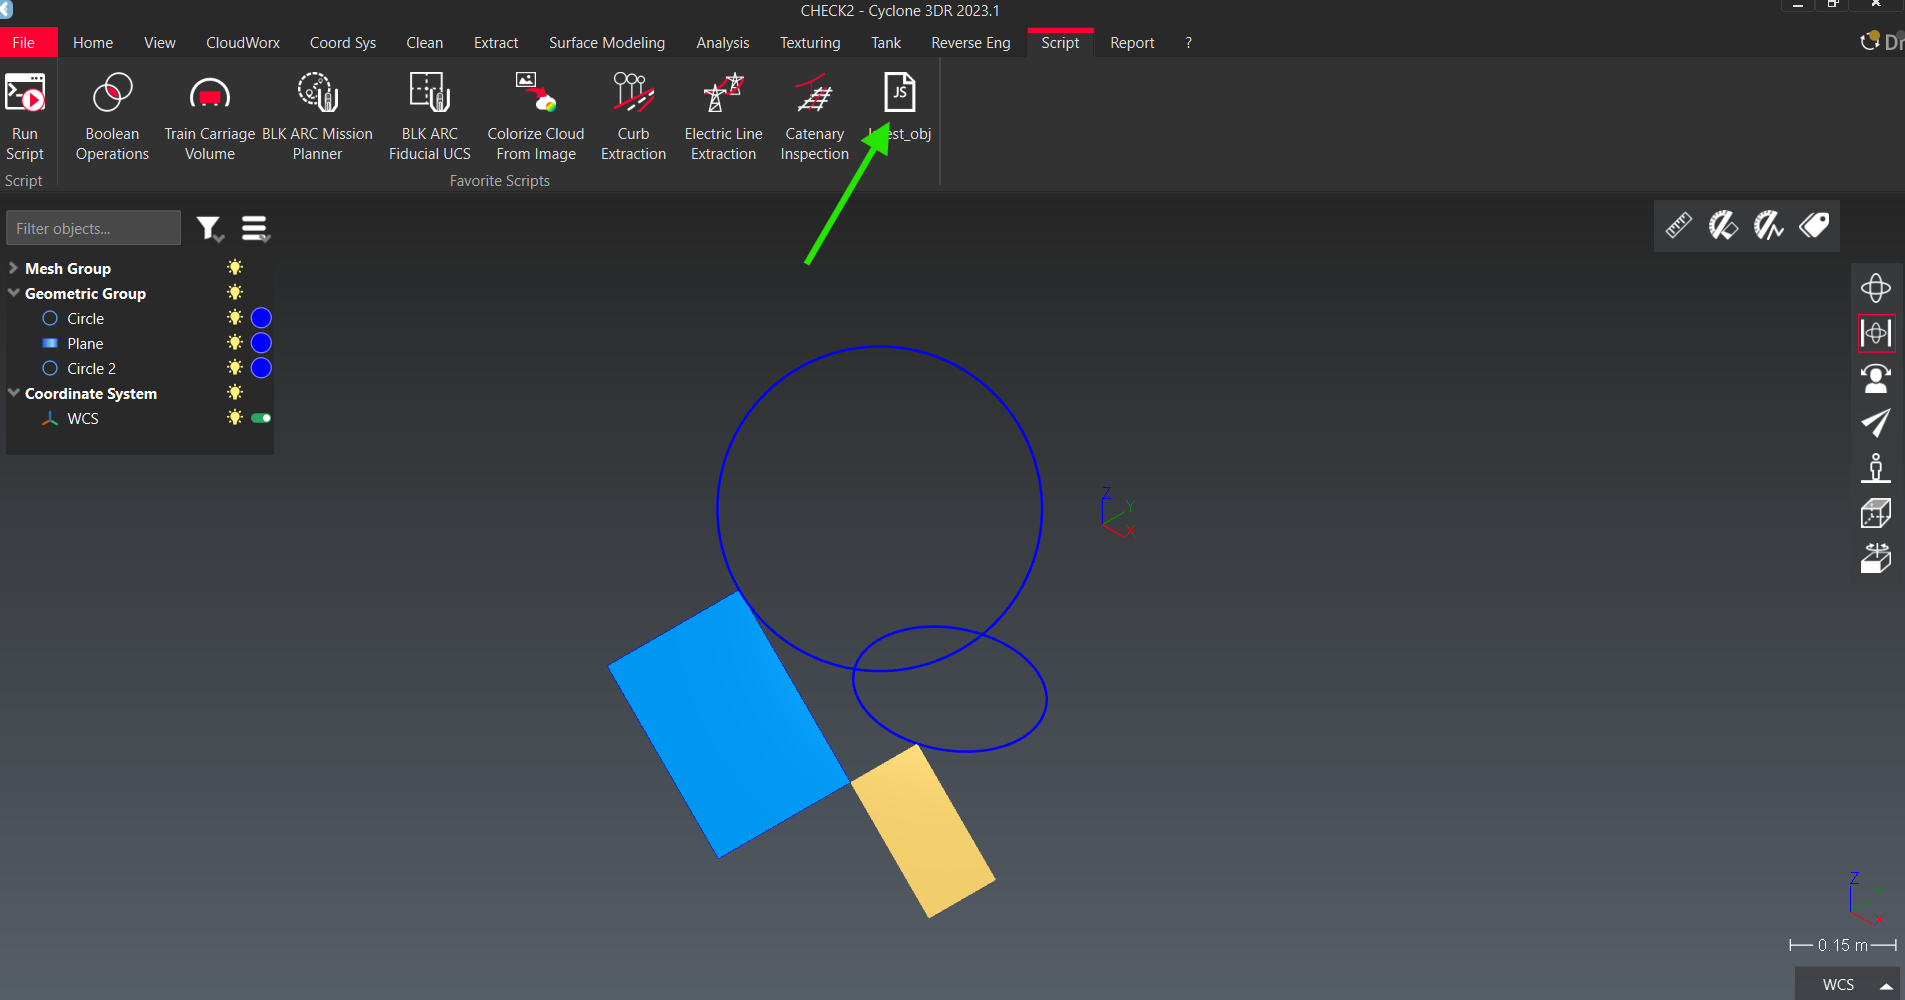 CHECK2 - Cyclone 3DR 2023.1
File Home View CloudWorx Coord Sys Clean Extract Surface Modeling Analysis Texturing Tank Reverse Eng Script Report ?
JS
Run Script
Boolean Operations
Train Carriage Volume
BLK ARC Mission Planner
BLK ARC Fiducial UCS
Colorize Cloud From Image
Curb Extraction
Electric Line Extraction
Catenary Inspection
Script
Favorite Scripts
Filter objects...
Mesh Group
Geometric Group
Circle
Plane
Circle 2
Coordinate System
WCS
Z
Y
X
Z
Y
X
0.15 m
WCS